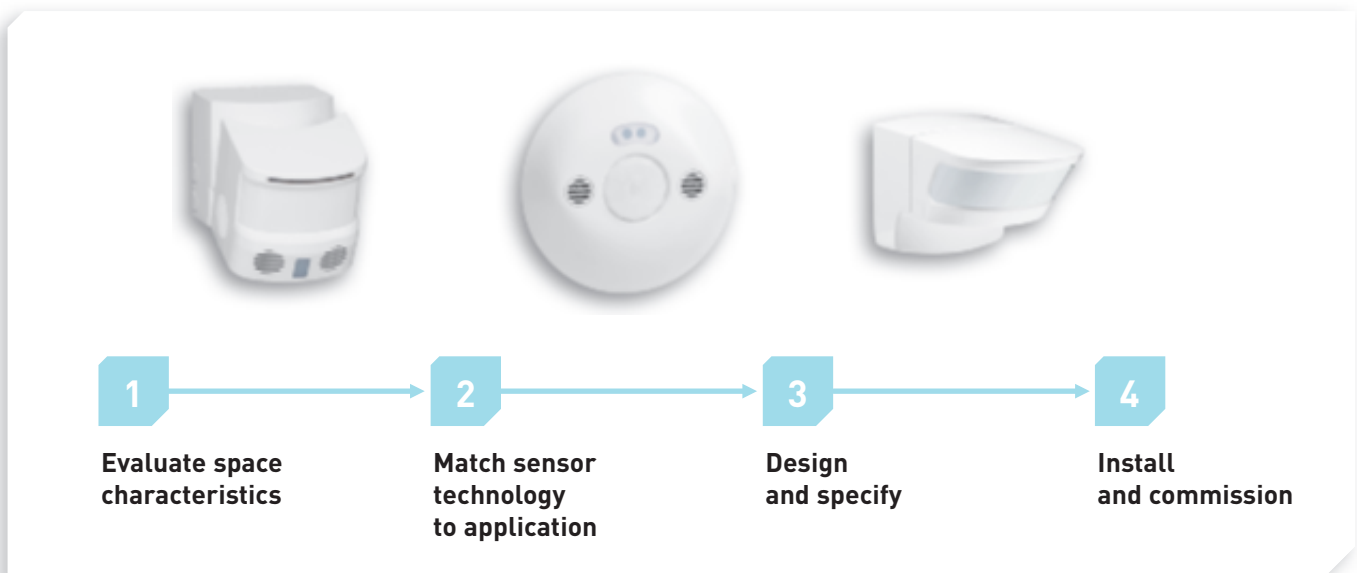 1
2
3
4
Evaluate space
characteristics
Match sensor
technology
to application
Design
and specify
Install
and commission